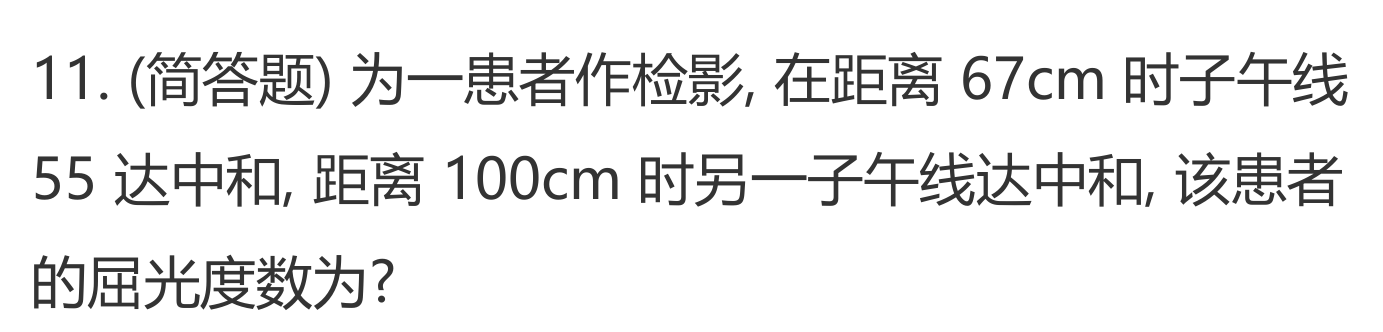 11. (简答题) 为一患者作检影, 在距离 67cm 时子午线
55 达中和, 距离 100cm 时另一子午线达中和, 该患者
的屈光度数为?